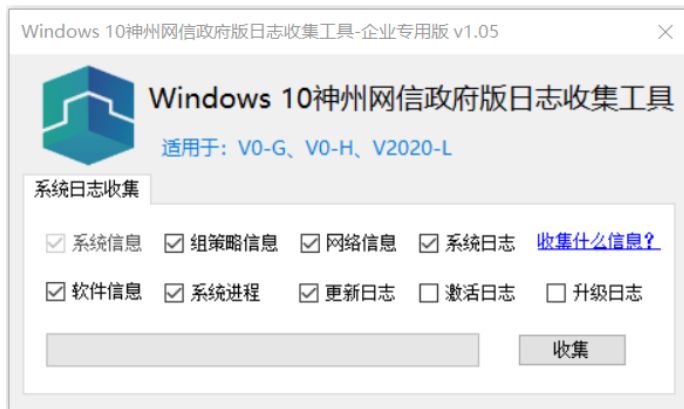 Windows 10神州网信政府版日志收集工具-企业专用版 v1.05
Windows 10神州网信政府版日志收集工具
适用于：V0-G、V0-H、V2020-L
系统日志收集
系统信息 组策略信息 网络信息 系统日志 收集什么信息？
软件信息 系统进程 更新日志 激活日志 升级日志
收集